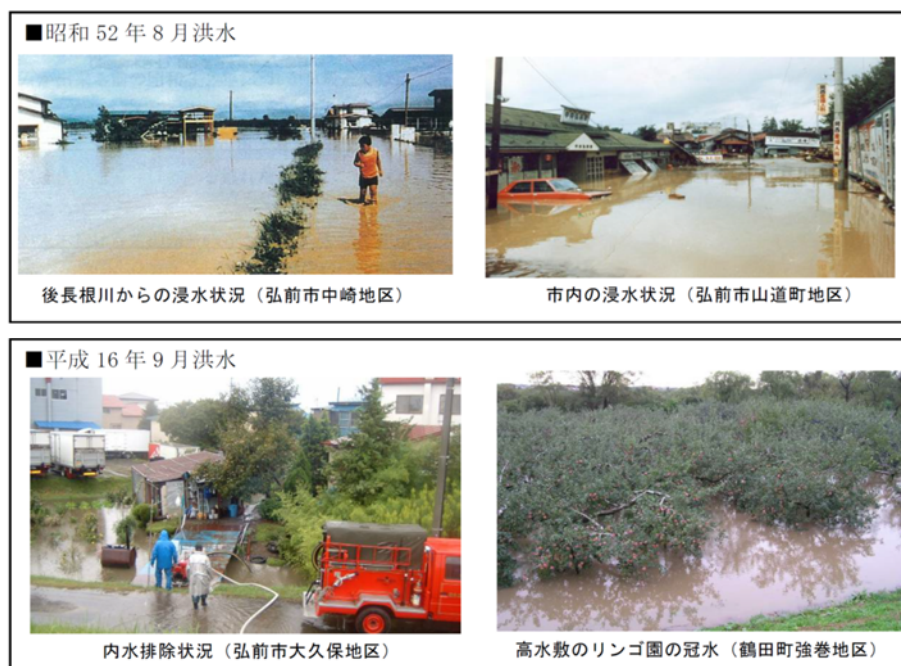 ■昭和 52 年 8 月洪水
後長根川からの浸水状況（弘前市中崎地区）
市内の浸水状況（弘前市山道町地区）
■平成 16 年 9 月洪水
内水排除状況（弘前市大久保地区）
高水敷のリンゴ園の冠水（鶴田町強巻地区）